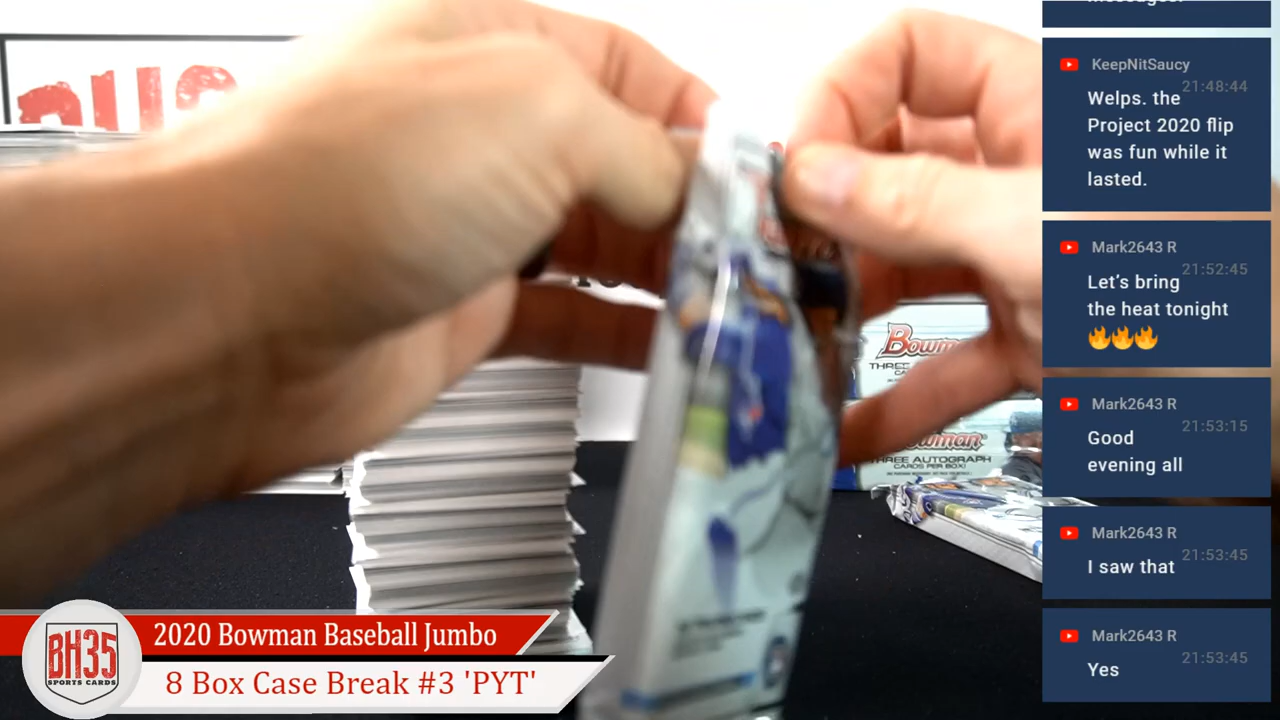 KeepNitSaucy
21:48:44
Welps. the
Project 2020 flip
was fun while it
lasted.
Mark2643 R
21:52:45
Let's bring
the heat tonight
🔥🔥🔥
Mark2643 R
21:53:15
Good
evening all
Mark2643 R
21:53:45
I saw that
Mark2643 R
21:53:45
Yes
Bowman
THREE
Bowman
THREE AUTOGRAPH
CARDS PER BOX!
BH35
SPORTS CARDS
2020 Bowman Baseball Jumbo
8 Box Case Break #3 'PYT'